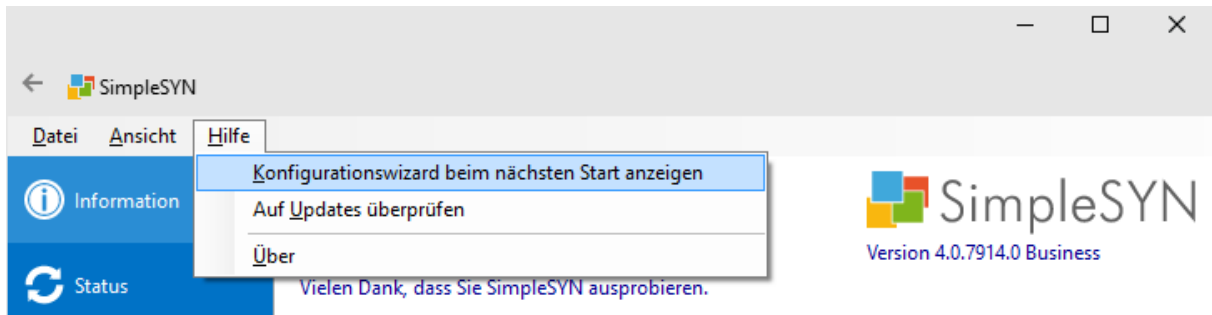 SimpleSYN
Datei Ansicht Hilfe
Konfigurationswizard beim nächsten Start anzeigen
Auf Updates überprüfen
Über
Information
Status
SimpleSYN
Version 4.0.7914.0 Business
Vielen Dank, dass Sie SimpleSYN ausprobieren.